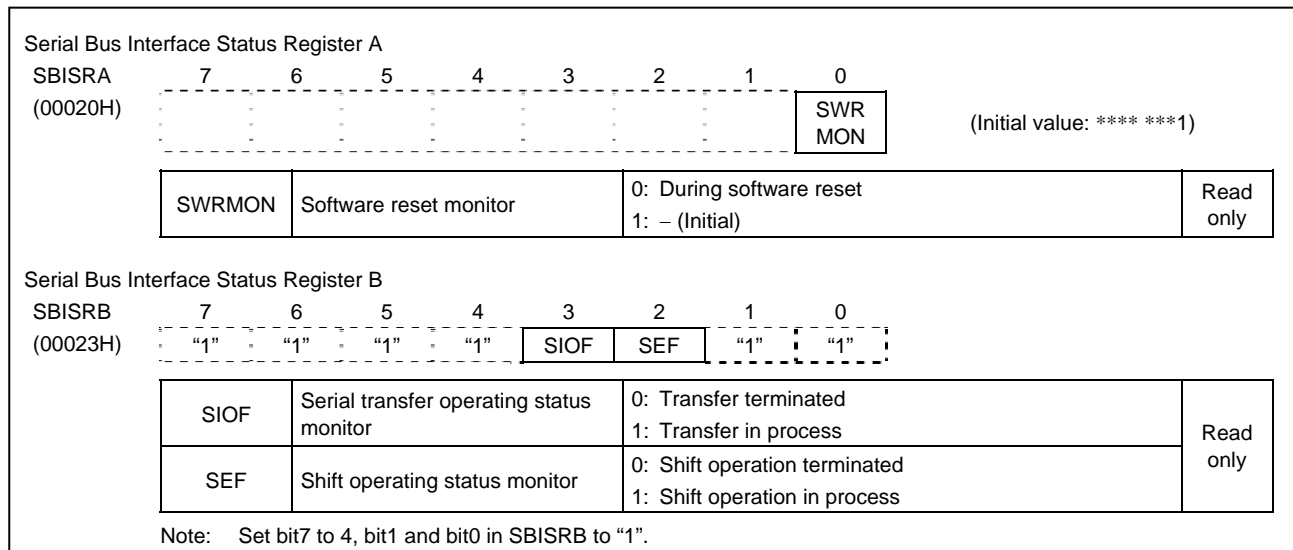 Serial Bus Interface Status Register A
SBISRA 7 6 5 4 3 2 1 0
(00020H) SWR MON (Initial value: **** ***1)
SWRMON Software reset monitor 0: During software reset Read only
1: – (Initial)
Serial Bus Interface Status Register B
SBISRB 7 6 5 4 3 2 1 0
(00023H) “1” “1” “1” “1” SIOF SEF “1” “1”
SIOF Serial transfer operating status monitor 0: Transfer terminated
1: Transfer in process
Read only
SEF Shift operating status monitor 0: Shift operation terminated
1: Shift operation in process
Note: Set bit7 to 4, bit1 and bit0 in SBISRB to “1”.